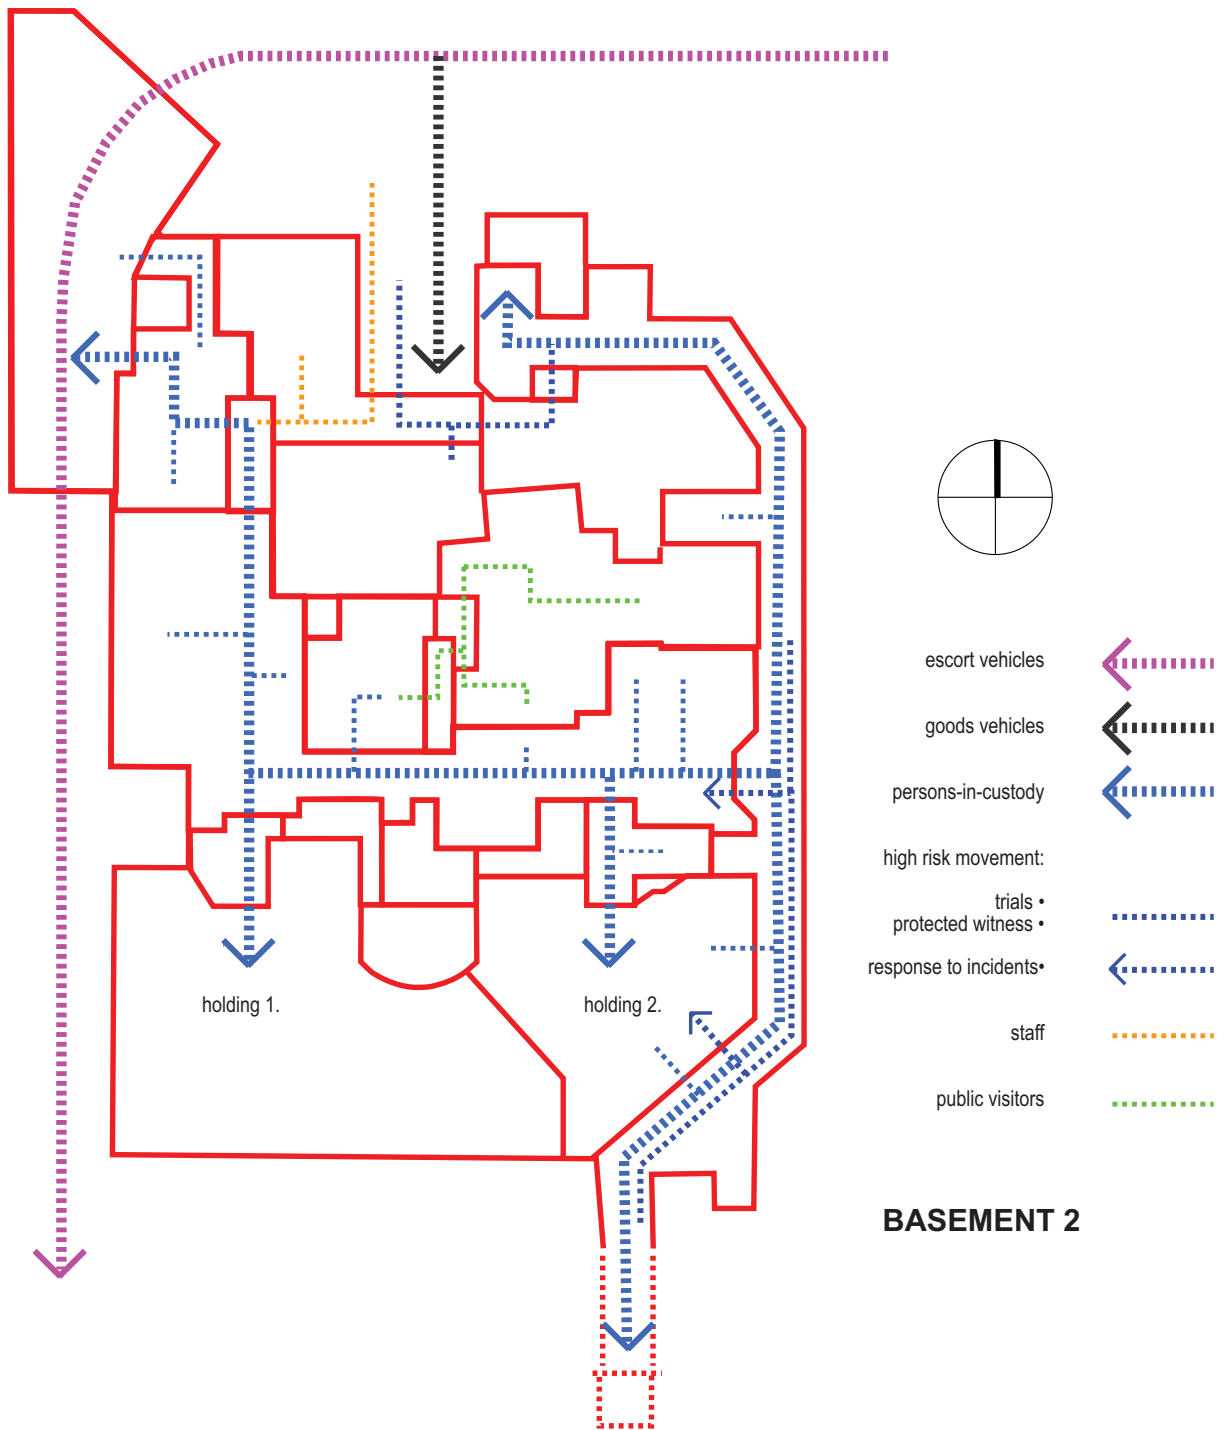 escort vehicles
goods vehicles
persons-in-custody
high risk movement:
trials •
protected witness •
response to incidents•
holding 1.
holding 2.
staff
public visitors
BASEMENT 2